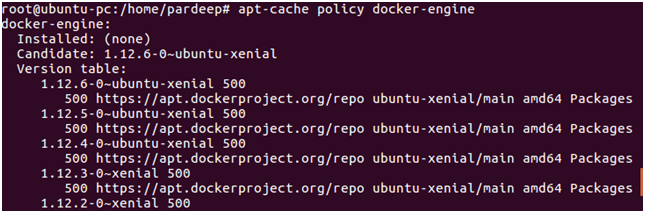 root@ubuntu-pc:/home/pardeep# apt-cache policy docker-engine
docker-engine:
  Installed: (none)
  Candidate: 1.12.6-0~ubuntu-xenial
  Version table:
     1.12.6-0~ubuntu-xenial 500
        500 https://apt.dockerproject.org/repo ubuntu-xenial/main amd64 Packages
     1.12.5-0~ubuntu-xenial 500
        500 https://apt.dockerproject.org/repo ubuntu-xenial/main amd64 Packages
     1.12.4-0~ubuntu-xenial 500
        500 https://apt.dockerproject.org/repo ubuntu-xenial/main amd64 Packages
     1.12.3-0~xenial 500
        500 https://apt.dockerproject.org/repo ubuntu-xenial/main amd64 Packages
     1.12.2-0~xenial 500